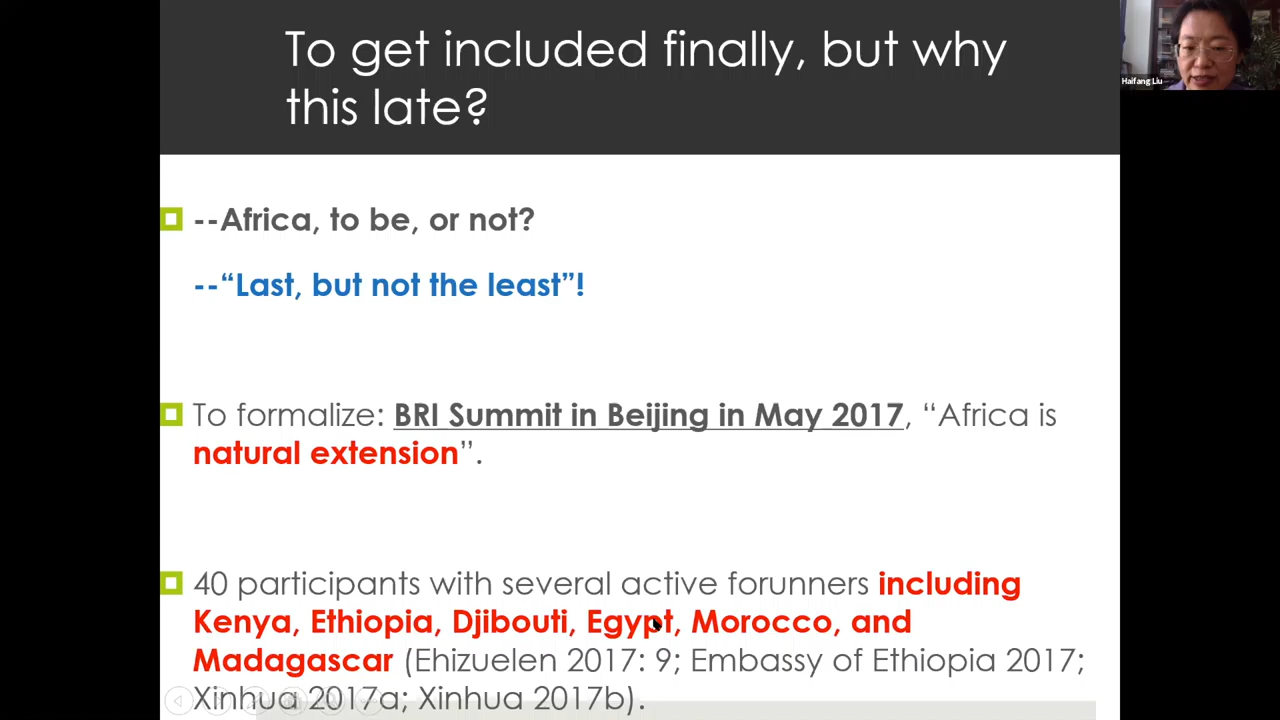 To get included finally, but why
this late?
Haifang Liu
--Africa, to be, or not?
--“Last, but not the least”!
To formalize: BRI Summit in Beijing in May 2017, “Africa is
natural extension”.
40 participants with several active forunners including
Kenya, Ethiopia, Djibouti, Egypt, Morocco, and
Madagascar (Ehizuelen 2017: 9; Embassy of Ethiopia 2017;
Xinhua 2017a; Xinhua 2017b).